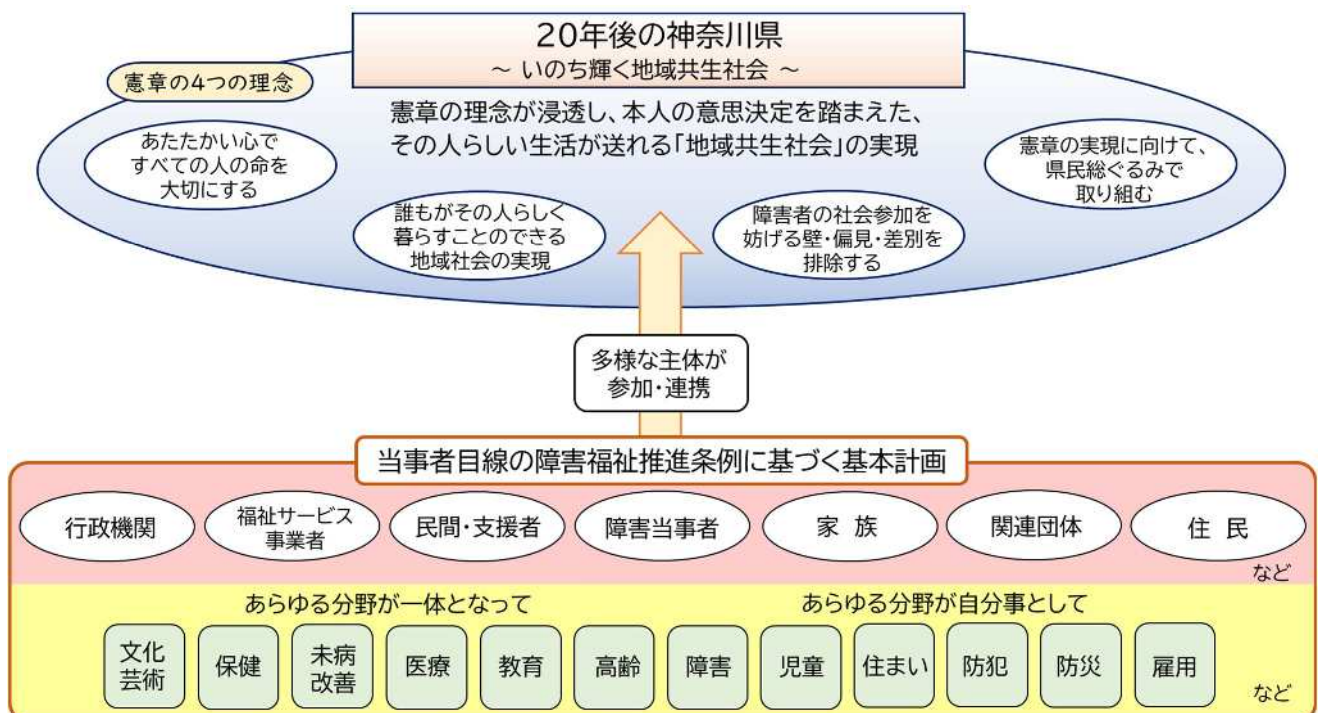 20年後の神奈川県
～ いのち輝く地域共生社会 ～
憲章の4つの理念
憲章の理念が浸透し、本人の意思決定を踏まえた、
その人らしい生活が送れる「地域共生社会」の実現
あたたかい心で
すべての人の命を
大切にする
誰もがその人らしく
暮らすことのできる
地域社会の実現
障害者の社会参加を
妨げる壁・偏見・差別を
排除する
憲章の実現に向けて、
県民総ぐるみで
取り組む
多様な主体が
参加・連携
当事者目線の障害福祉推進条例に基づく基本計画
行政機関
福祉サービス
事業者
民間・支援者
障害当事者
家 族
関連団体
住 民
など
あらゆる分野が一体となって
あらゆる分野が自分事として
文化
芸術
保健
未病
改善
医療
教育
高齢
障害
児童
住まい
防犯
防災
雇用
など